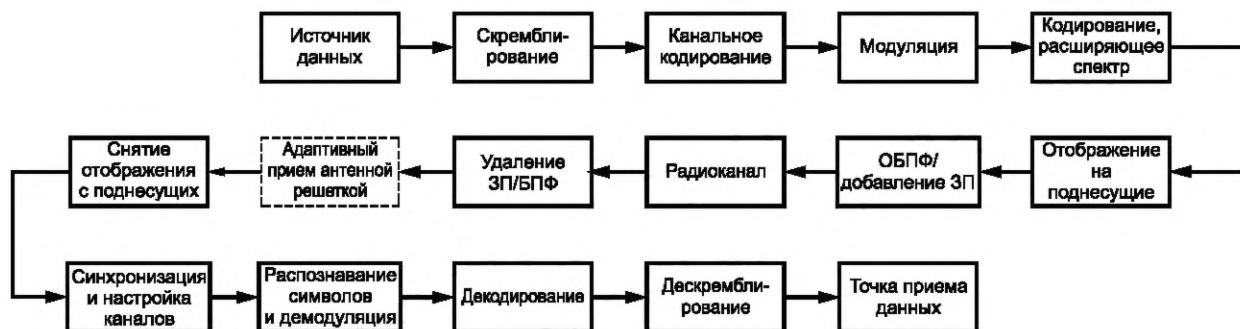 Источник
данных
Скрембли-
рование
Канальное
кодирование
Модуляция
Кодирование,
расширяющее
спектр
Снятие
отображения
с поднесущих
Адаптивный
прием антенной
решеткой
Удаление
ЗП/БПФ
Радиоканал
ОБПФ/
добавление ЗП
Отображение
на
поднесущие
Синхронизация
и настройка
каналов
Распознавание
символов
и демодуляция
Декодирование
Дескрембли-
рование
Точка приема
данных